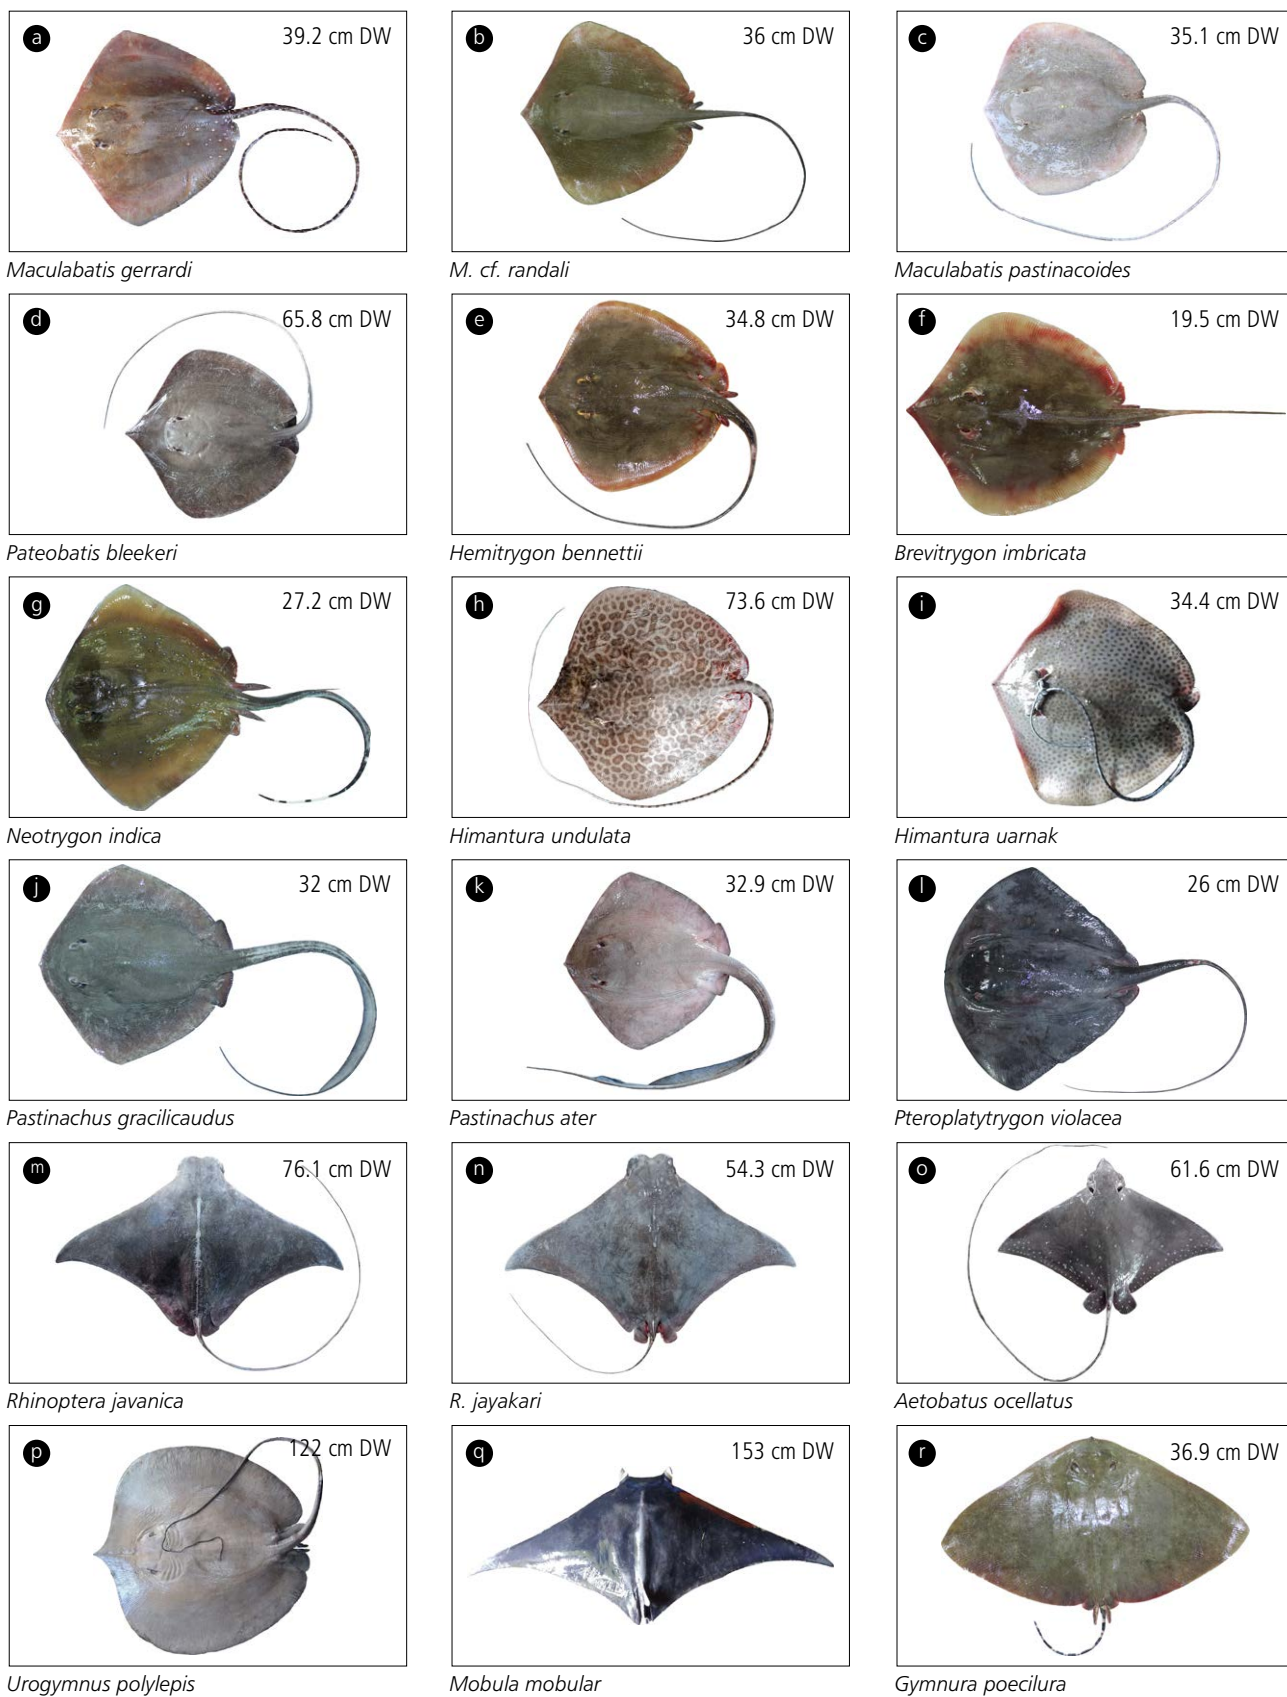 a 39.2 cm DW
b 36 cm DW
c 35.1 cm DW
Maculabatis gerrardi
M. cf. randali
Maculabatis pastinacoides
d 65.8 cm DW
e 34.8 cm DW
f 19.5 cm DW
Pateobatis bleekeri
Hemitrygon bennettii
Brevitrygon imbricata
g 27.2 cm DW
h 73.6 cm DW
i 34.4 cm DW
Neotrygon indica
Himantura undulata
Himantura uarnak
j 32 cm DW
k 32.9 cm DW
l 26 cm DW
Pastinachus gracilicaudus
Pastinachus ater
Pteroplatytrygon violacea
m 76.1 cm DW
n 54.3 cm DW
o 61.6 cm DW
Rhinoptera javanica
R. jayakari
Aetobatus ocellatus
p 122 cm DW
q 153 cm DW
r 36.9 cm DW
Urogymnus polylepis
Mobula mobular
Gymnura poecilura